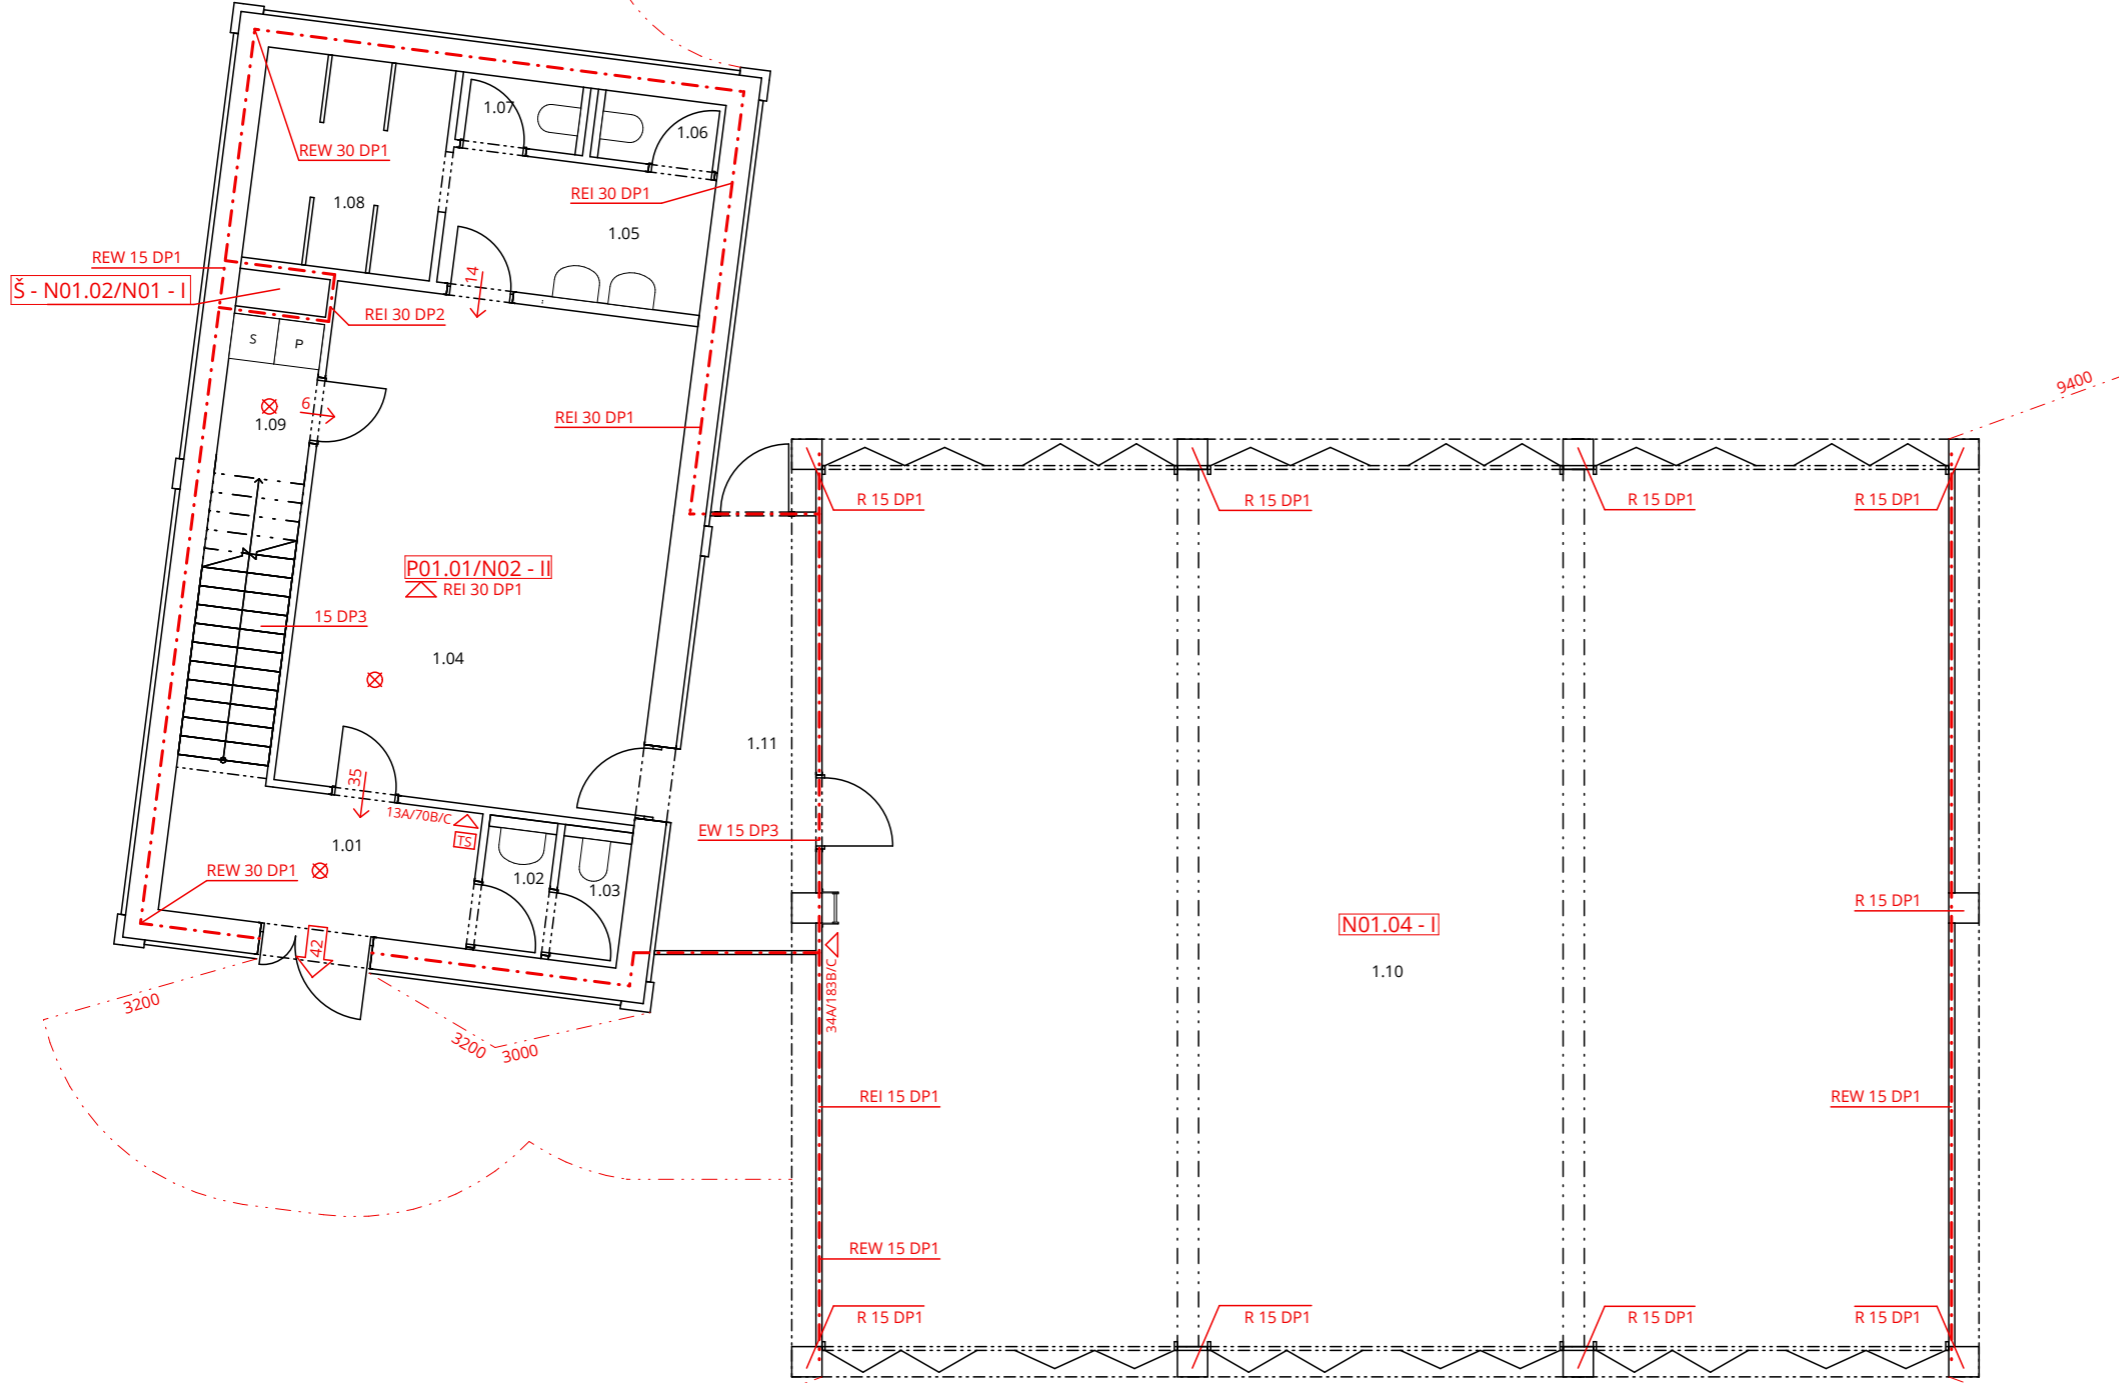 1.07
1.06
REW 30 DP1
REI 30 DP1
1.08
1.05
REW 15 DP1
Š - N01.02/N01 - I
14
REI 30 DP2
S
P
9400
6
1.09
REI 30 DP1
R 15 DP1
R 15 DP1
R 15 DP1
R 15 DP1
P01.01/N02 - II
REI 30 DP1
15 DP3
1.04
1.11
35
13A/70B/C
TS
EW 15 DP3
1.01
REW 30 DP1
1.02
1.03
R 15 DP1
N01.04 - I
42
1.10
34A/183B/C
3200
3200
3000
REI 15 DP1
REW 15 DP1
REW 15 DP1
R 15 DP1
R 15 DP1
R 15 DP1
R 15 DP1